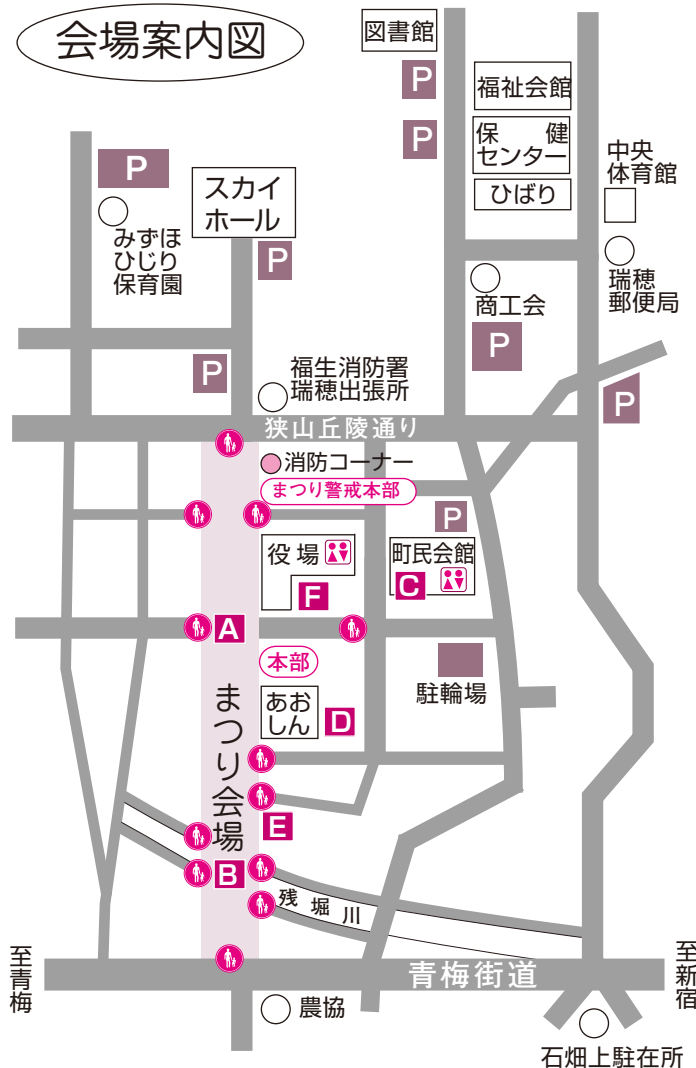 会場案内図
図書館
P
P
福祉会館
保 健
センター
ひばり
中央
体育館
瑞穂
郵便局
P
みずほ
ひじり
保育園
スカイ
ホール
P
商工会
P
P
P
福生消防署
瑞穂出張所
狭山丘陵通り
消防コーナー
まつり警戒本部
P
役場
F
町民会館
C
A
本部
駐輪場
あお
しん
D
まつり会場
E
B
残堀川
至青梅
青梅街道
至新宿
農協
石畑上駐在所